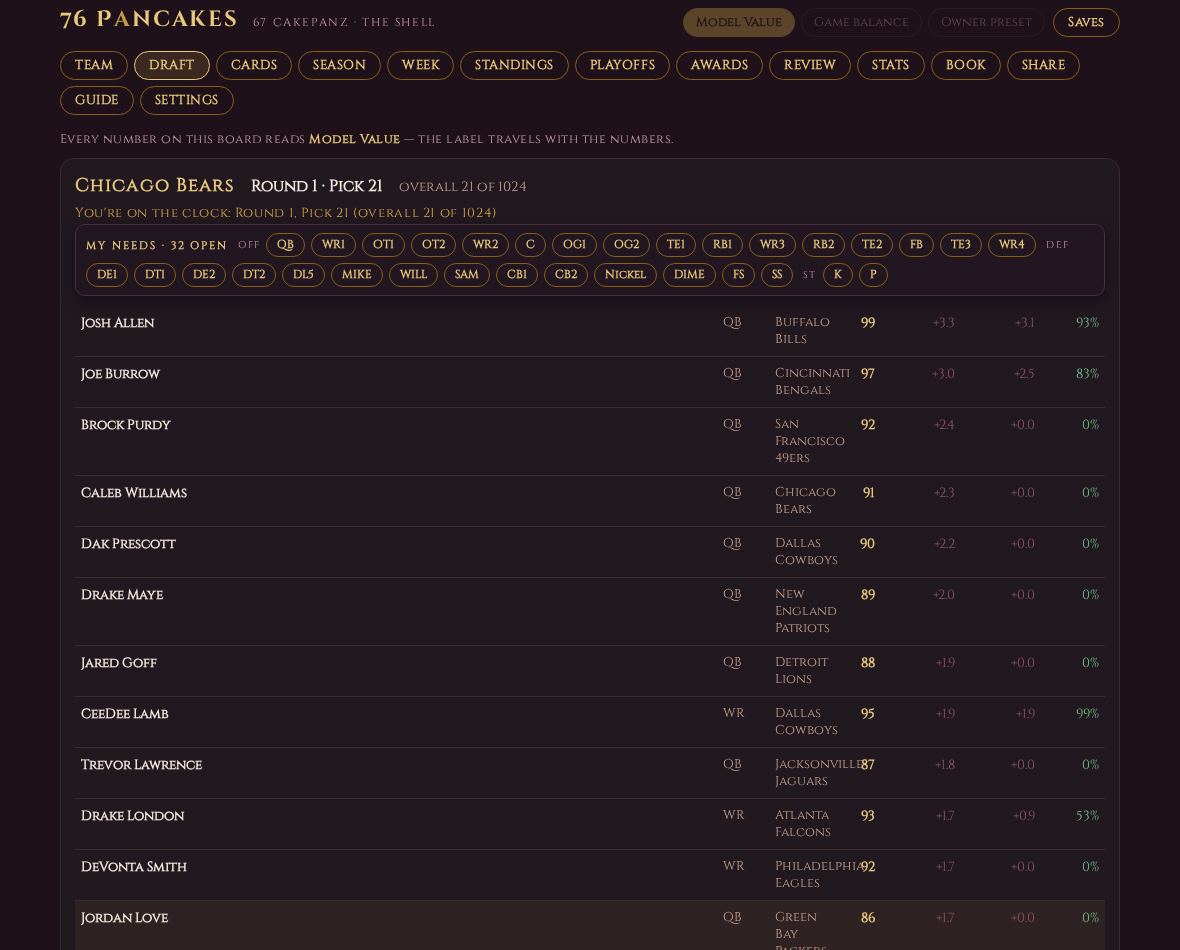 76 PANCAKES 67 CAKEPANZ · THE SHELL Model Value Game balance Owner preset Saves
TEAM DRAFT CARDS SEASON WEEK STANDINGS PLAYOFFS AWARDS REVIEW STATS BOOK SHARE
GUIDE SETTINGS
Every number on this board reads Model Value — the label travels with the numbers.
Chicago Bears Round 1 · Pick 21 overall 21 of 1024
You're on the clock: Round 1, Pick 21 (overall 21 of 1024)
MY NEEDS · 32 OPEN OFF QB WR1 OT1 OT2 WR2 C OG1 OG2 TE1 RB1 WR3 RB2 TE2 FB TE3 WR4 DEF
DE1 DT1 DE2 DT2 DL5 MIKE WILL SAM CB1 CB2 Nickel DIME FS SS ST K P
Josh Allen QB Buffalo 99 +3.3 +3.1 93%
Bills
Joe Burrow QB Cincinnati 97 +3.0 +2.5 83%
Bengals
Brock Purdy QB San 92 +2.4 +0.0 0%
Francisco
49ers
Caleb Williams QB Chicago 91 +2.3 +0.0 0%
Bears
Dak Prescott QB Dallas 90 +2.2 +0.0 0%
Cowboys
Drake Maye QB New 89 +2.0 +0.0 0%
England
Patriots
Jared Goff QB Detroit 88 +1.9 +0.0 0%
Lions
CeeDee Lamb WR Dallas 95 +1.9 +1.9 99%
Cowboys
Trevor Lawrence QB Jacksonville 87 +1.8 +0.0 0%
Jaguars
Drake London WR Atlanta 93 +1.7 +0.9 53%
Falcons
DeVonta Smith WR Philadelphia 92 +1.7 +0.0 0%
Eagles
Jordan Love QB Green 86 +1.7 +0.0 0%
Bay
Packers